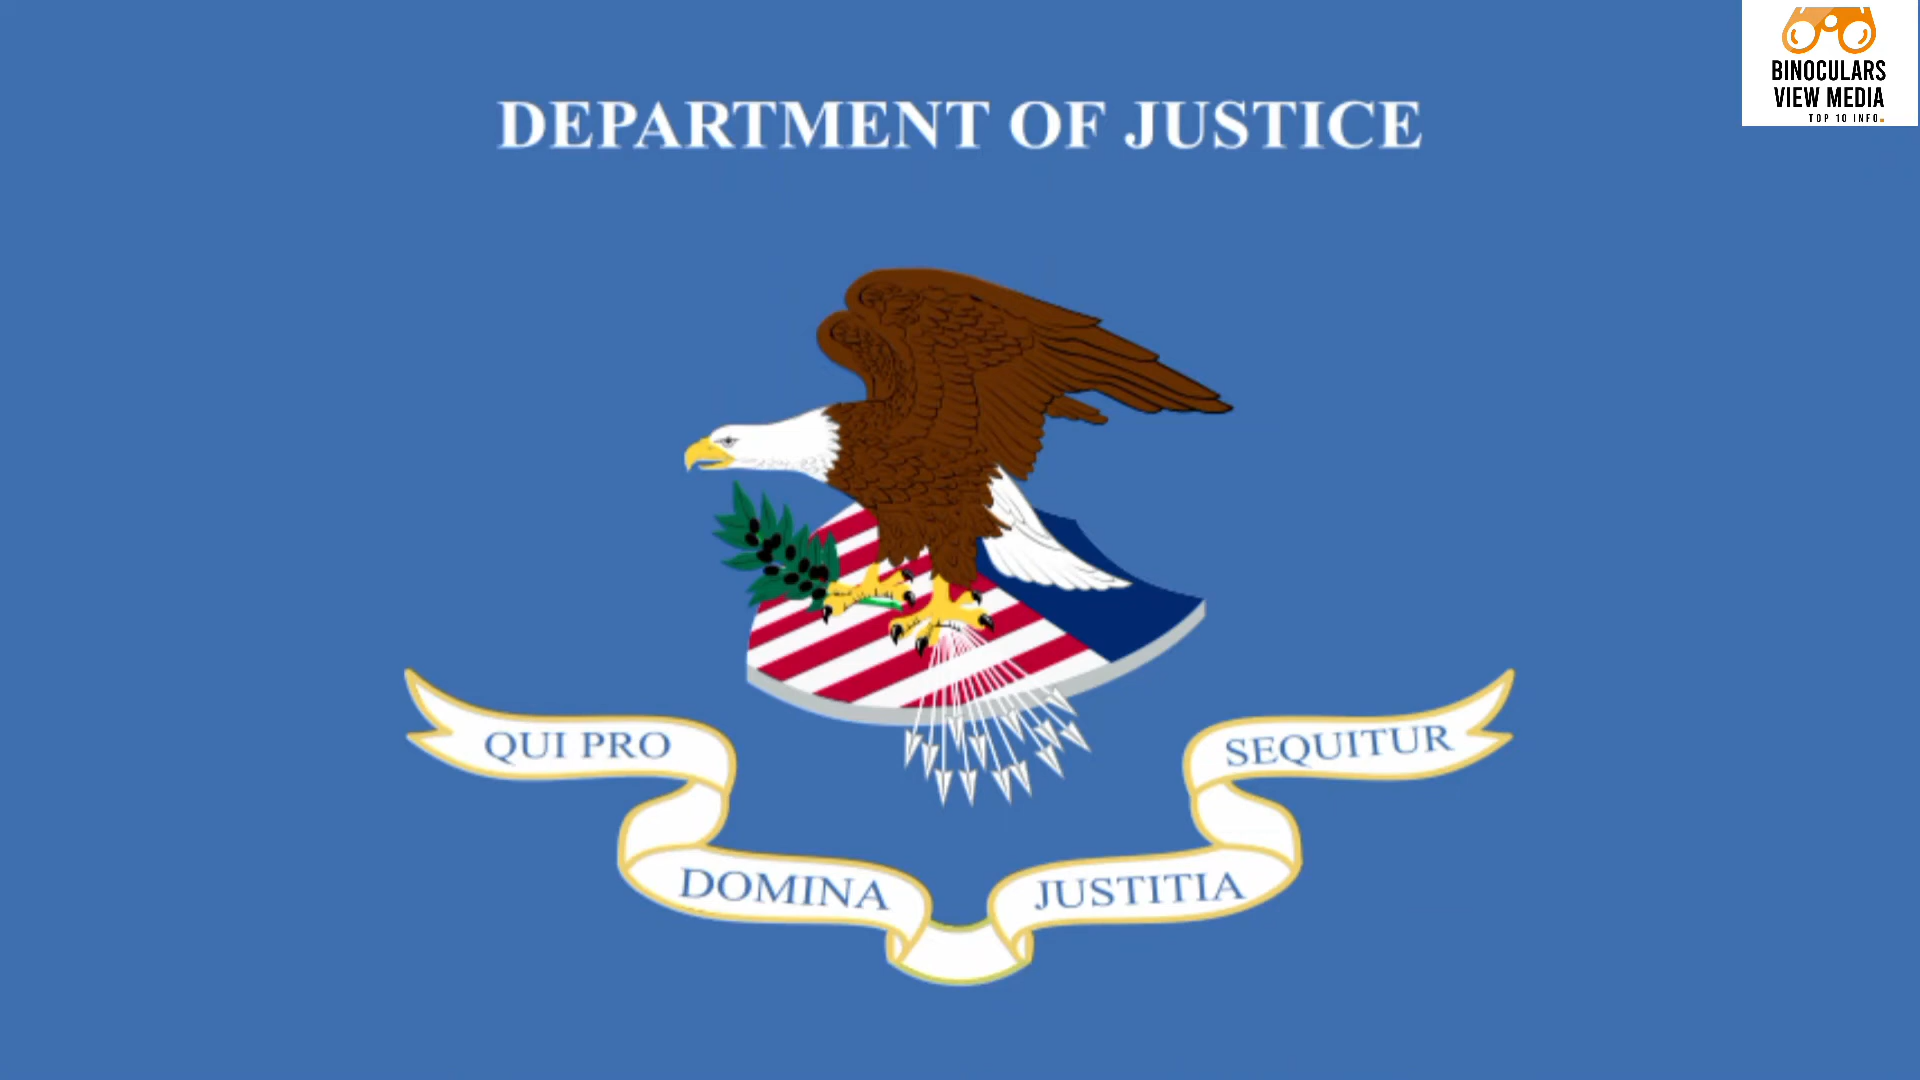 BINOCULARS
VIEW MEDIA
TOP 10 INFO.
DEPARTMENT OF JUSTICE
QUI PRO
DOMINA
JUSTITIA
SEQUITUR